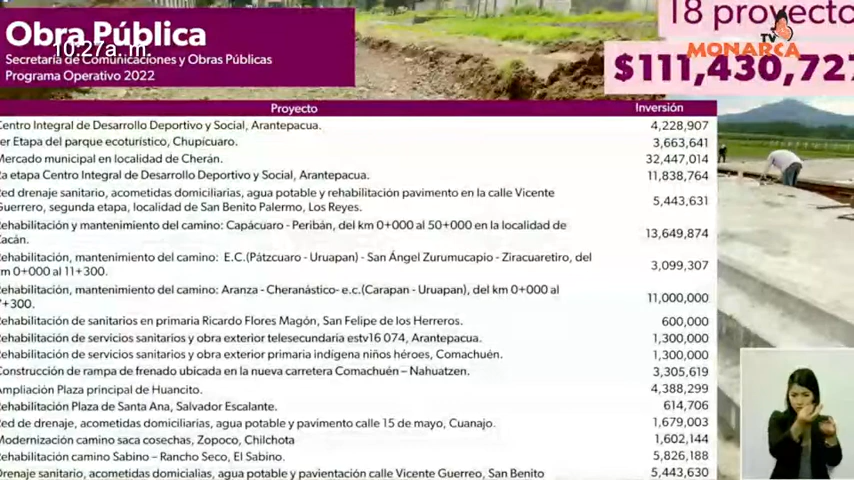 18 proyecto
Obra Pública
10:27a. m.
TV
MONARCA
Secretaría de Comunicaciones y Obras Públicas
Programa Operativo 2022
$111,430,727
Proyecto Inversión
Centro Integral de Desarrollo Deportivo y Social, Arantepacua. 4,228,907
er Etapa del parque ecoturístico, Chupícuaro. 3,663,641
Mercado municipal en localidad de Cherán. 32,447,014
a etapa Centro Integral de Desarrollo Deportivo y Social, Arantepacua. 11,838,764
Red drenaje sanitario, acometidas domiciliarias, agua potable y rehabilitación pavimento en la calle Vicente
Guerrero, segunda etapa, localidad de San Benito Palermo, Los Reyes. 5,443,631
Rehabilitación y mantenimiento del camino: Capácuaro - Peribán, del km 0+000 al 50+000 en la localidad de
Zacán. 13,649,874
Rehabilitación, mantenimiento del camino: E.C.(Pátzcuaro - Uruapan) - San Ángel Zurumucapio - Ziracuaretiro, del
km 0+000 al 11+300. 3,099,307
Rehabilitación, mantenimiento del camino: Aranza - Cheranástico- e.c.(Carapan - Uruapan), del km 0+000 al
7+300. 11,000,000
Rehabilitación de sanitarios en primaria Ricardo Flores Magón, San Felipe de los Herreros. 600,000
Rehabilitación de servicios sanitarios y obra exterior telesecundaria estv16 074, Arantepacua. 1,300,000
Rehabilitación de servicios sanitarios y obra exterior primaria indígena niños héroes, Comachuén. 1,300,000
Construcción de rampa de frenado ubicada en la nueva carretera Comachuén – Nahuatzen. 3,305,619
Ampliación Plaza principal de Huancito. 4,388,299
Rehabilitación Plaza de Santa Ana, Salvador Escalante. 614,706
Red de drenaje, acometidas domiciliarias, agua potable y pavimento calle 15 de mayo, Cuanajo. 1,679,003
Modernización camino saca cosechas, Zopoco, Chilchota 1,602,144
Rehabilitación camino Sabino – Rancho Seco, El Sabino. 5,826,188
Drenaje sanitario, acometidas domicialias, agua potable y pavientación calle Vicente Guerreo, San Benito 5,443,630